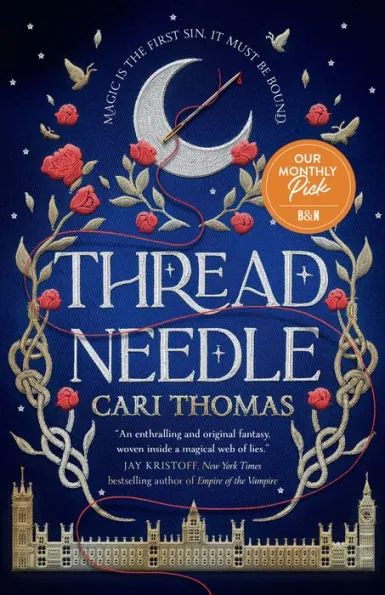 MAGIC IS THE FIRST SIN. IT MUST BE BOUND.
OUR
MONTHLY
Pick
B&N
THREAD
NEEDLE
CARI THOMAS
"An enthralling and original fantasy,
woven inside a magical web of lies."
JAY KRISTOFF, New York Times
bestselling author of Empire of the Vampire